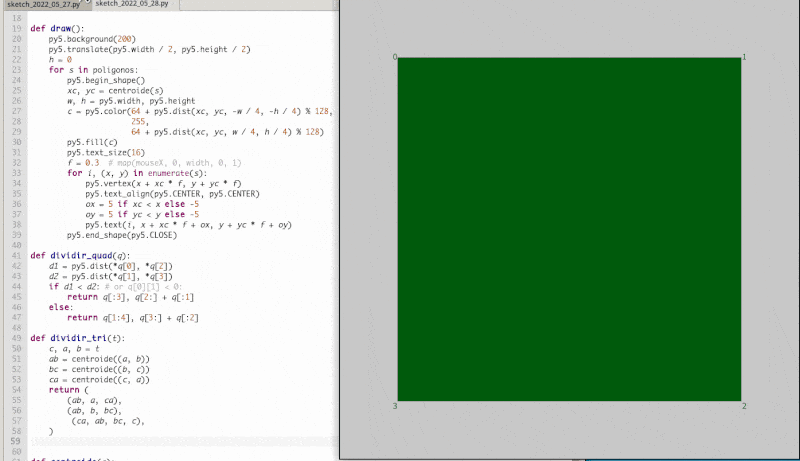 sketch_2022_05_27.py sketch_2022_05_28.py
18
19 def draw():
20     py5.background(200)
21     py5.translate(py5.width / 2, py5.height / 2)
22     h = 0
23     for s in poligonos:
24         py5.begin_shape()
25         xc, yc = centroide(s)
26         w, h = py5.width, py5.height
27         c = py5.color(64 + py5.dist(xc, yc, -w / 4, -h / 4) % 128,
28                       255,
29                       64 + py5.dist(xc, yc, w / 4, h / 4) % 128)
30         py5.fill(c)
31         py5.text_size(16)
32         f = 0.3  # map(mouseX, 0, width, 0, 1)
33         for i, (x, y) in enumerate(s):
34             py5.vertex(x + xc * f, y + yc * f)
35             py5.text_align(py5.CENTER, py5.CENTER)
36             ox = 5 if xc < x else -5
37             oy = 5 if yc < y else -5
38             py5.text(i, x + xc * f + ox, y + yc * f + oy)
39         py5.end_shape(py5.CLOSE)
40
41 def dividir_quad(q):
42     d1 = py5.dist(*q[0], *q[2])
43     d2 = py5.dist(*q[1], *q[3])
44     if d1 < d2: # or q[0][1] < 0:
45         return q[:3], q[2:] + q[:1]
46     else:
47         return q[1:4], q[3:] + q[:2]
48
49 def dividir_tri(t):
50     c, a, b = t
51     ab = centroide((a, b))
52     bc = centroide((b, c))
53     ca = centroide((c, a))
54     return (
55         (ab, a, ca),
56         (ab, b, bc),
57          (ca, ab, bc, c),
58     )
59
60
0 1
3 2